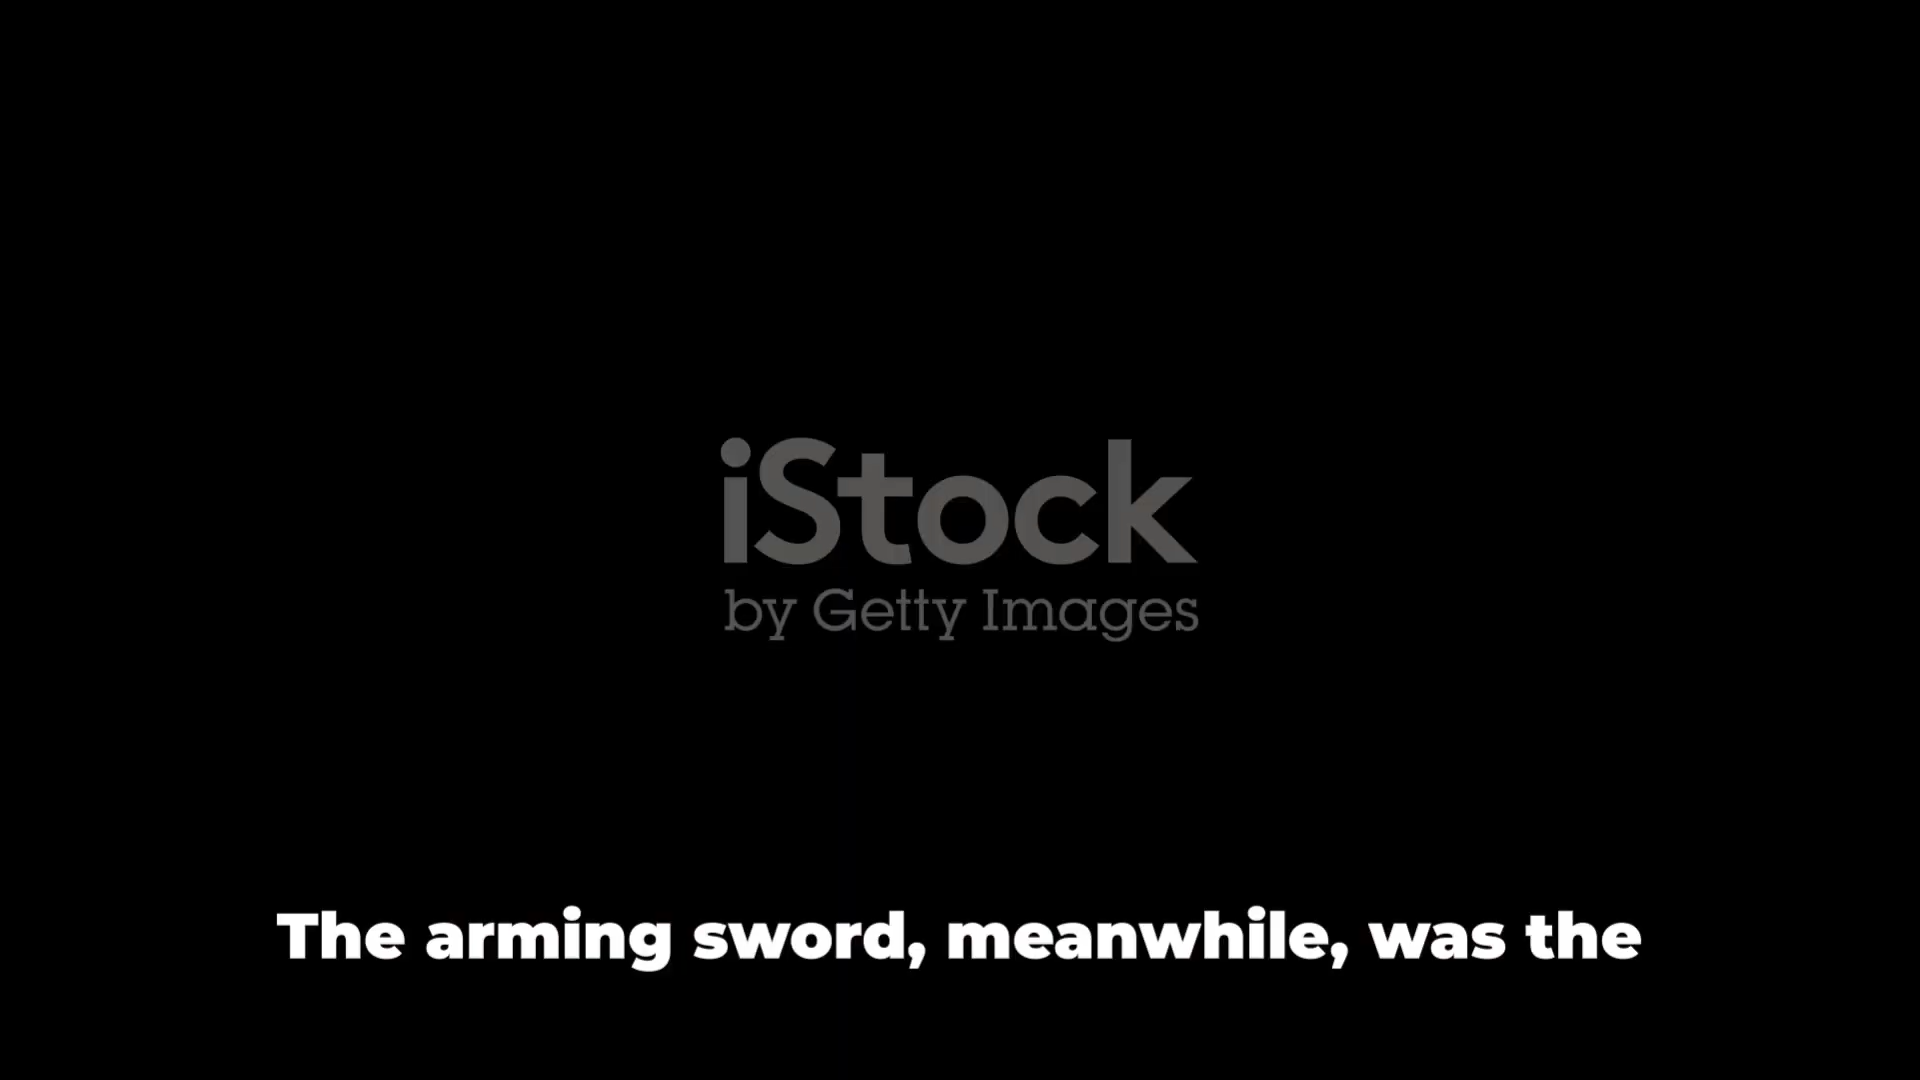 iStock
by Getty Images
The arming sword, meanwhile, was the